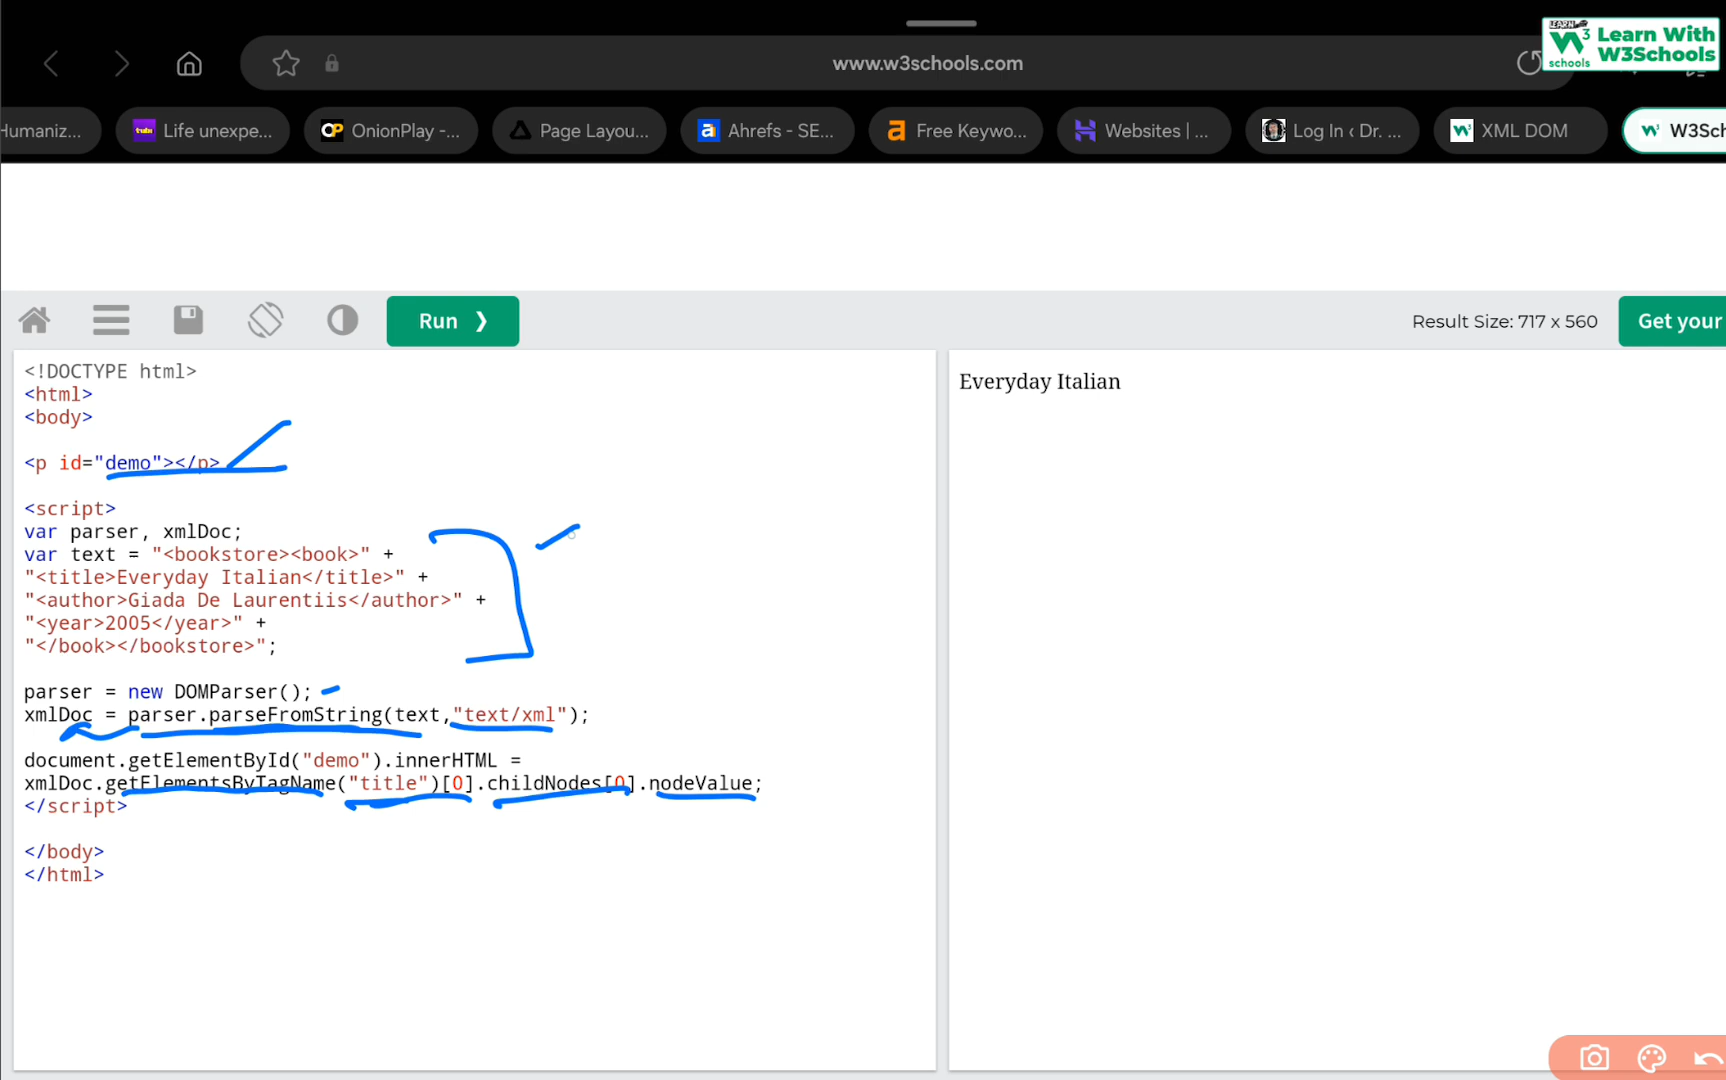 www.w3schools.com
LEARN
W3
schools
Learn With
W3Schools
Humaniz...
tubi
Life unexpe...
OP
OnionPlay -...
Page Layou...
a
Ahrefs - SE...
a
Free Keywo...
Websites | ...
Log In ‹ Dr. ...
XML DOM
W3Sch
Run ❯
Result Size: 717 x 560
Get your
<!DOCTYPE html>
<html>
<body>
<p id="demo"></p>
<script>
var parser, xmlDoc;
var text = "<bookstore><book>" +
"<title>Everyday Italian</title>" +
"<author>Giada De Laurentiis</author>" +
"<year>2005</year>" +
"</book></bookstore>";
parser = new DOMParser();
xmlDoc = parser.parseFromString(text,"text/xml");
document.getElementById("demo").innerHTML =
xmlDoc.getElementsByTagName("title")[0].childNodes[0].nodeValue;
</script>
</body>
</html>
Everyday Italian